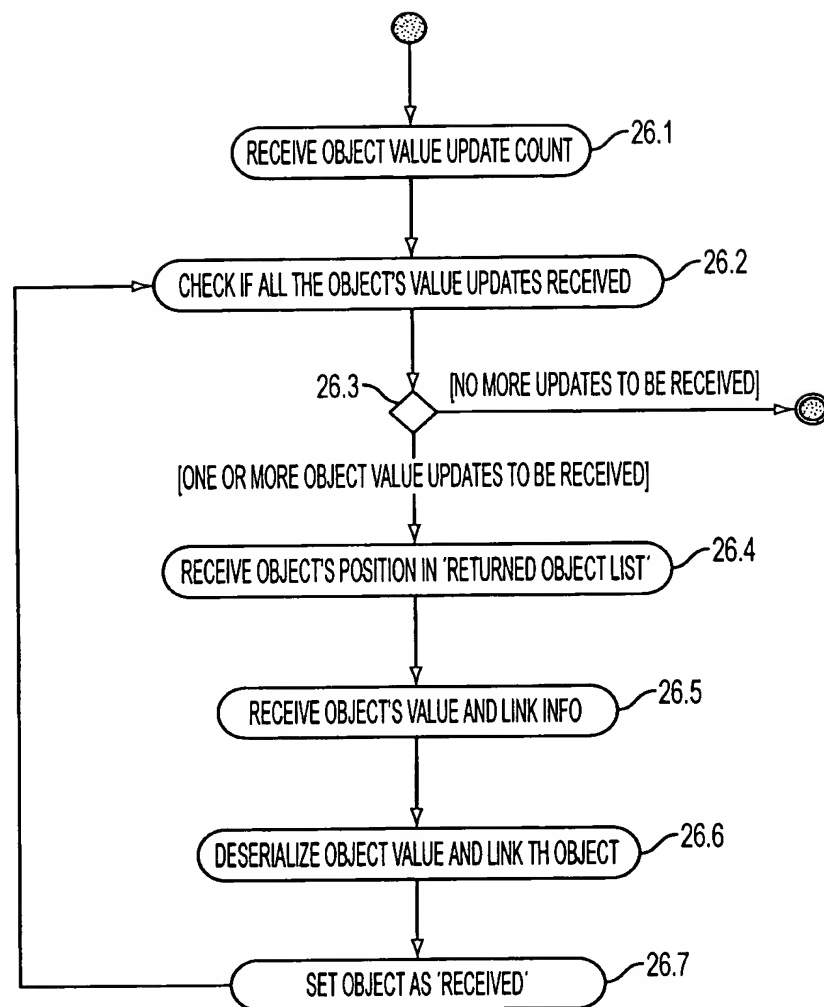 RECEIVE OBJECT VALUE UPDATE COUNT
26.1
CHECK IF ALL THE OBJECT'S VALUE UPDATES RECEIVED
26.2
26.3
[NO MORE UPDATES TO BE RECEIVED]
[ONE OR MORE OBJECT VALUE UPDATES TO BE RECEIVED]
RECEIVE OBJECT'S POSITION IN 'RETURNED OBJECT LIST'
26.4
RECEIVE OBJECT'S VALUE AND LINK INFO
26.5
DESERIALIZE OBJECT VALUE AND LINK TH OBJECT
26.6
SET OBJECT AS 'RECEIVED'
26.7